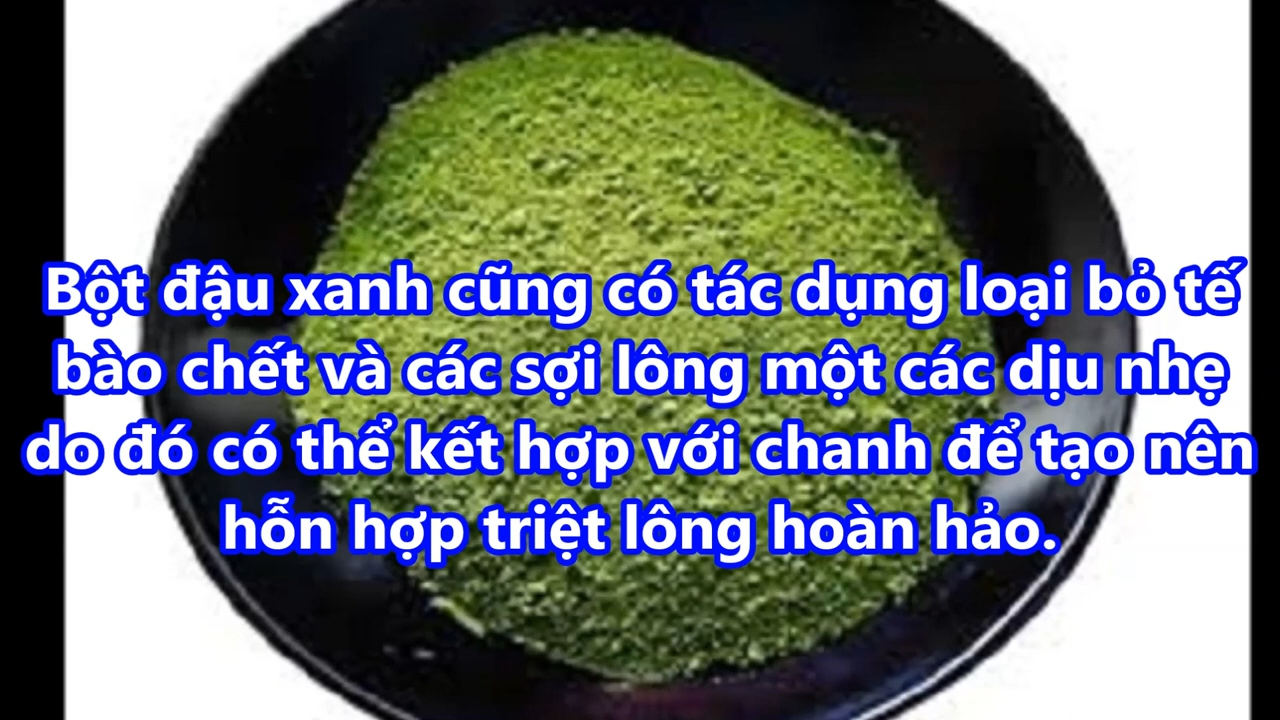 Bột đậu xanh cũng có tác dụng loại bỏ tế
bào chết và các sợi lông một các dịu nhẹ
do đó có thể kết hợp với chanh để tạo nên
hỗn hợp triệt lông hoàn hảo.